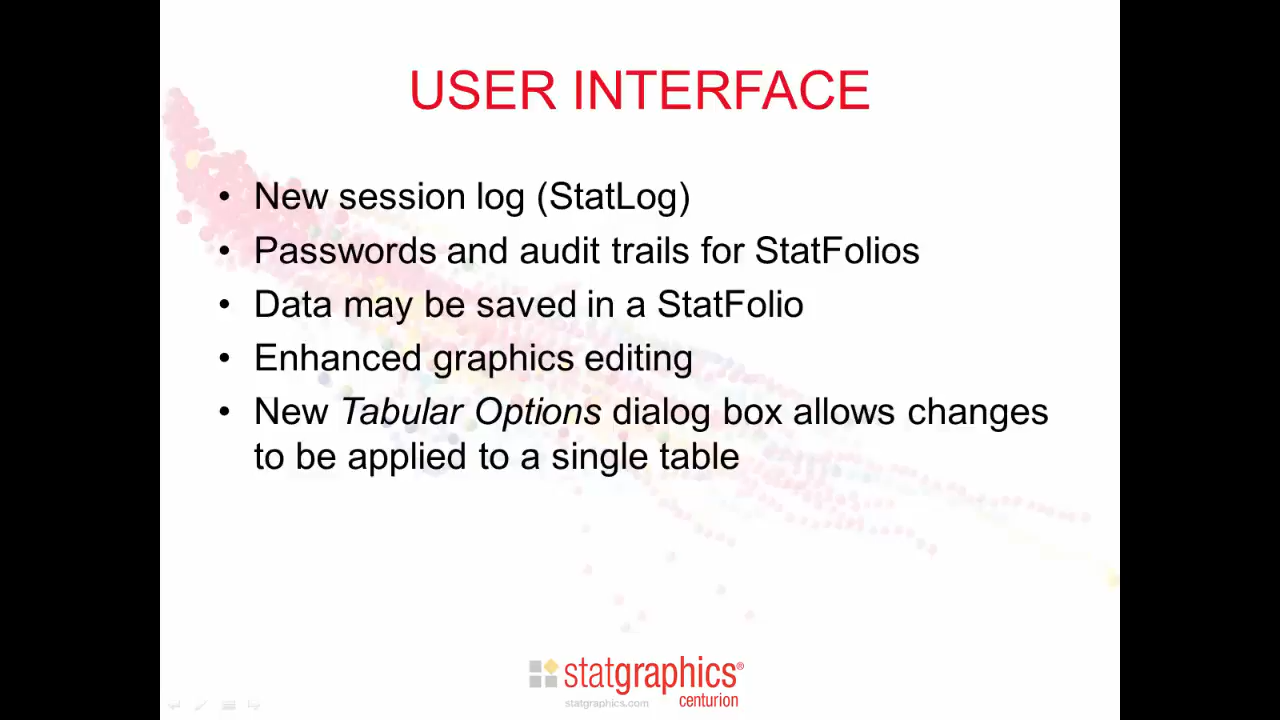 USER INTERFACE
• New session log (StatLog)
• Passwords and audit trails for StatFolios
• Data may be saved in a StatFolio
• Enhanced graphics editing
• New Tabular Options dialog box allows changes
to be applied to a single table
statgraphics®
centurion
statgraphics.com